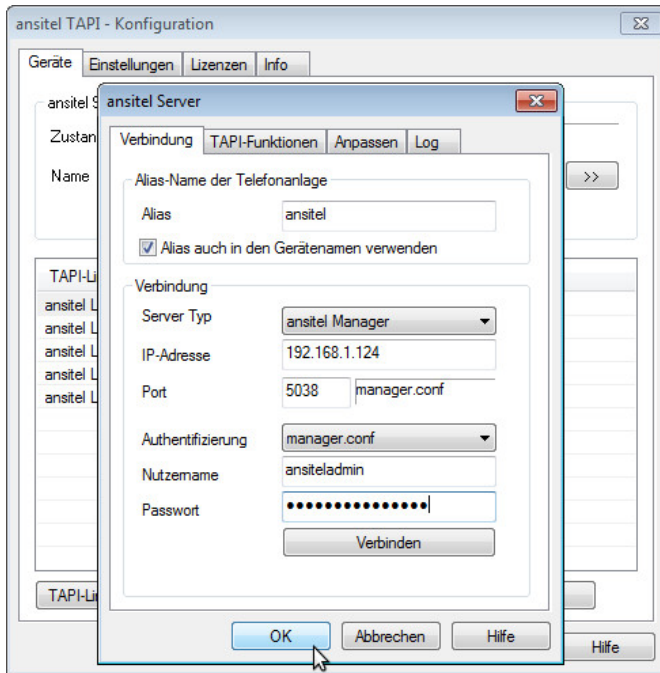 ansitel TAPI - Konfiguration
Geräte Einstellungen Lizenzen Info
ansitel Server
Verbindung TAPI-Funktionen Anpassen Log
Alias-Name der Telefonanlage
Alias ansitel
Alias auch in den Gerätenamen verwenden
Verbindung
Server Typ ansitel Manager
IP-Adresse 192.168.1.124
Port 5038 manager.conf
Authentifizierung manager.conf
Nutzername ansiteladmin
Passwort ●●●●●●●●●●●●●●●
Verbinden
OK Abbrechen Hilfe
ansitel S
Zustan
Name >>
TAPI-Li
ansitel L
ansitel L
ansitel L
ansitel L
ansitel L
TAPI-Li
Hilfe